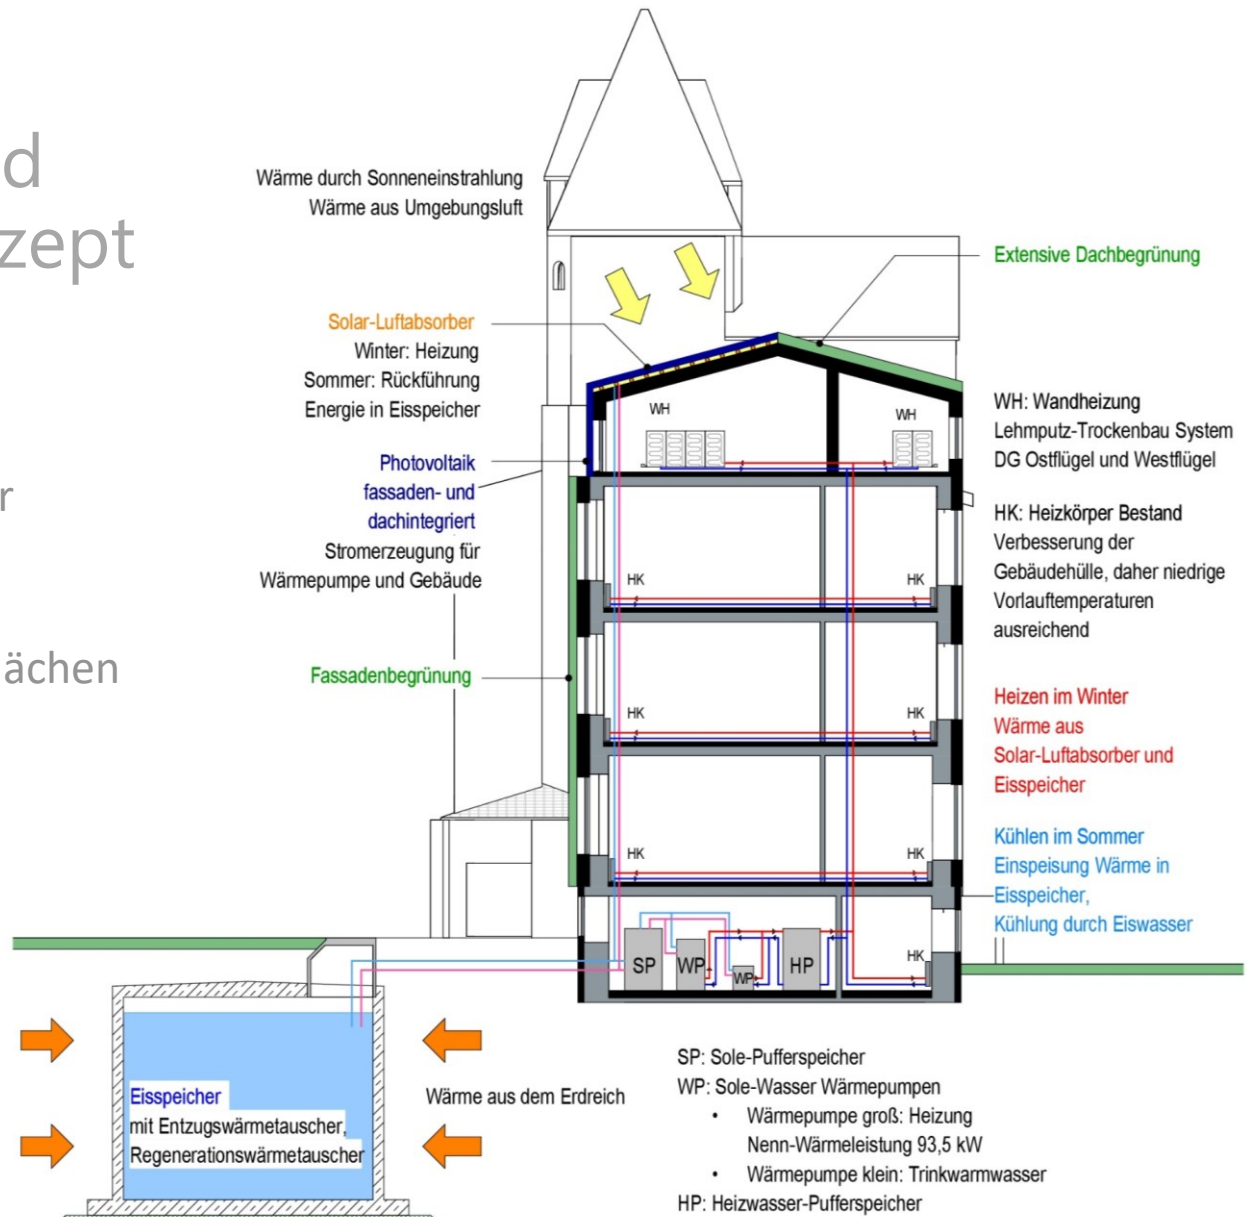 d
zept
r
ächen
Wärme durch Sonneneinstrahlung
Wärme aus Umgebungsluft
Solar-Luftabsorber
Winter: Heizung
Sommer: Rückführung
Energie in Eisspeicher
Photovoltaik
fassaden- und
dachintegriert
Stromerzeugung für
Wärmepumpe und Gebäude
Fassadenbegrünung
Extensive Dachbegrünung
WH: Wandheizung
Lehmputz-Trockenbau System
DG Ostflügel und Westflügel
HK: Heizkörper Bestand
Verbesserung der
Gebäudehülle, daher niedrige
Vorlauftemperaturen
ausreichend
Heizen im Winter
Wärme aus
Solar-Luftabsorber und
Eisspeicher
Kühlen im Sommer
Einspeisung Wärme in
Eisspeicher,
Kühlung durch Eiswasser
WH
WH
HK
HK
HK
HK
HK
HK
HK
SP
WP
WP
HP
Eisspeicher
mit Entzugswärmetauscher,
Regenerationswärmetauscher
Wärme aus dem Erdreich
SP: Sole-Pufferspeicher
WP: Sole-Wasser Wärmepumpen
• Wärmepumpe groß: Heizung
Nenn-Wärmeleistung 93,5 kW
• Wärmepumpe klein: Trinkwarmwasser
HP: Heizwasser-Pufferspeicher